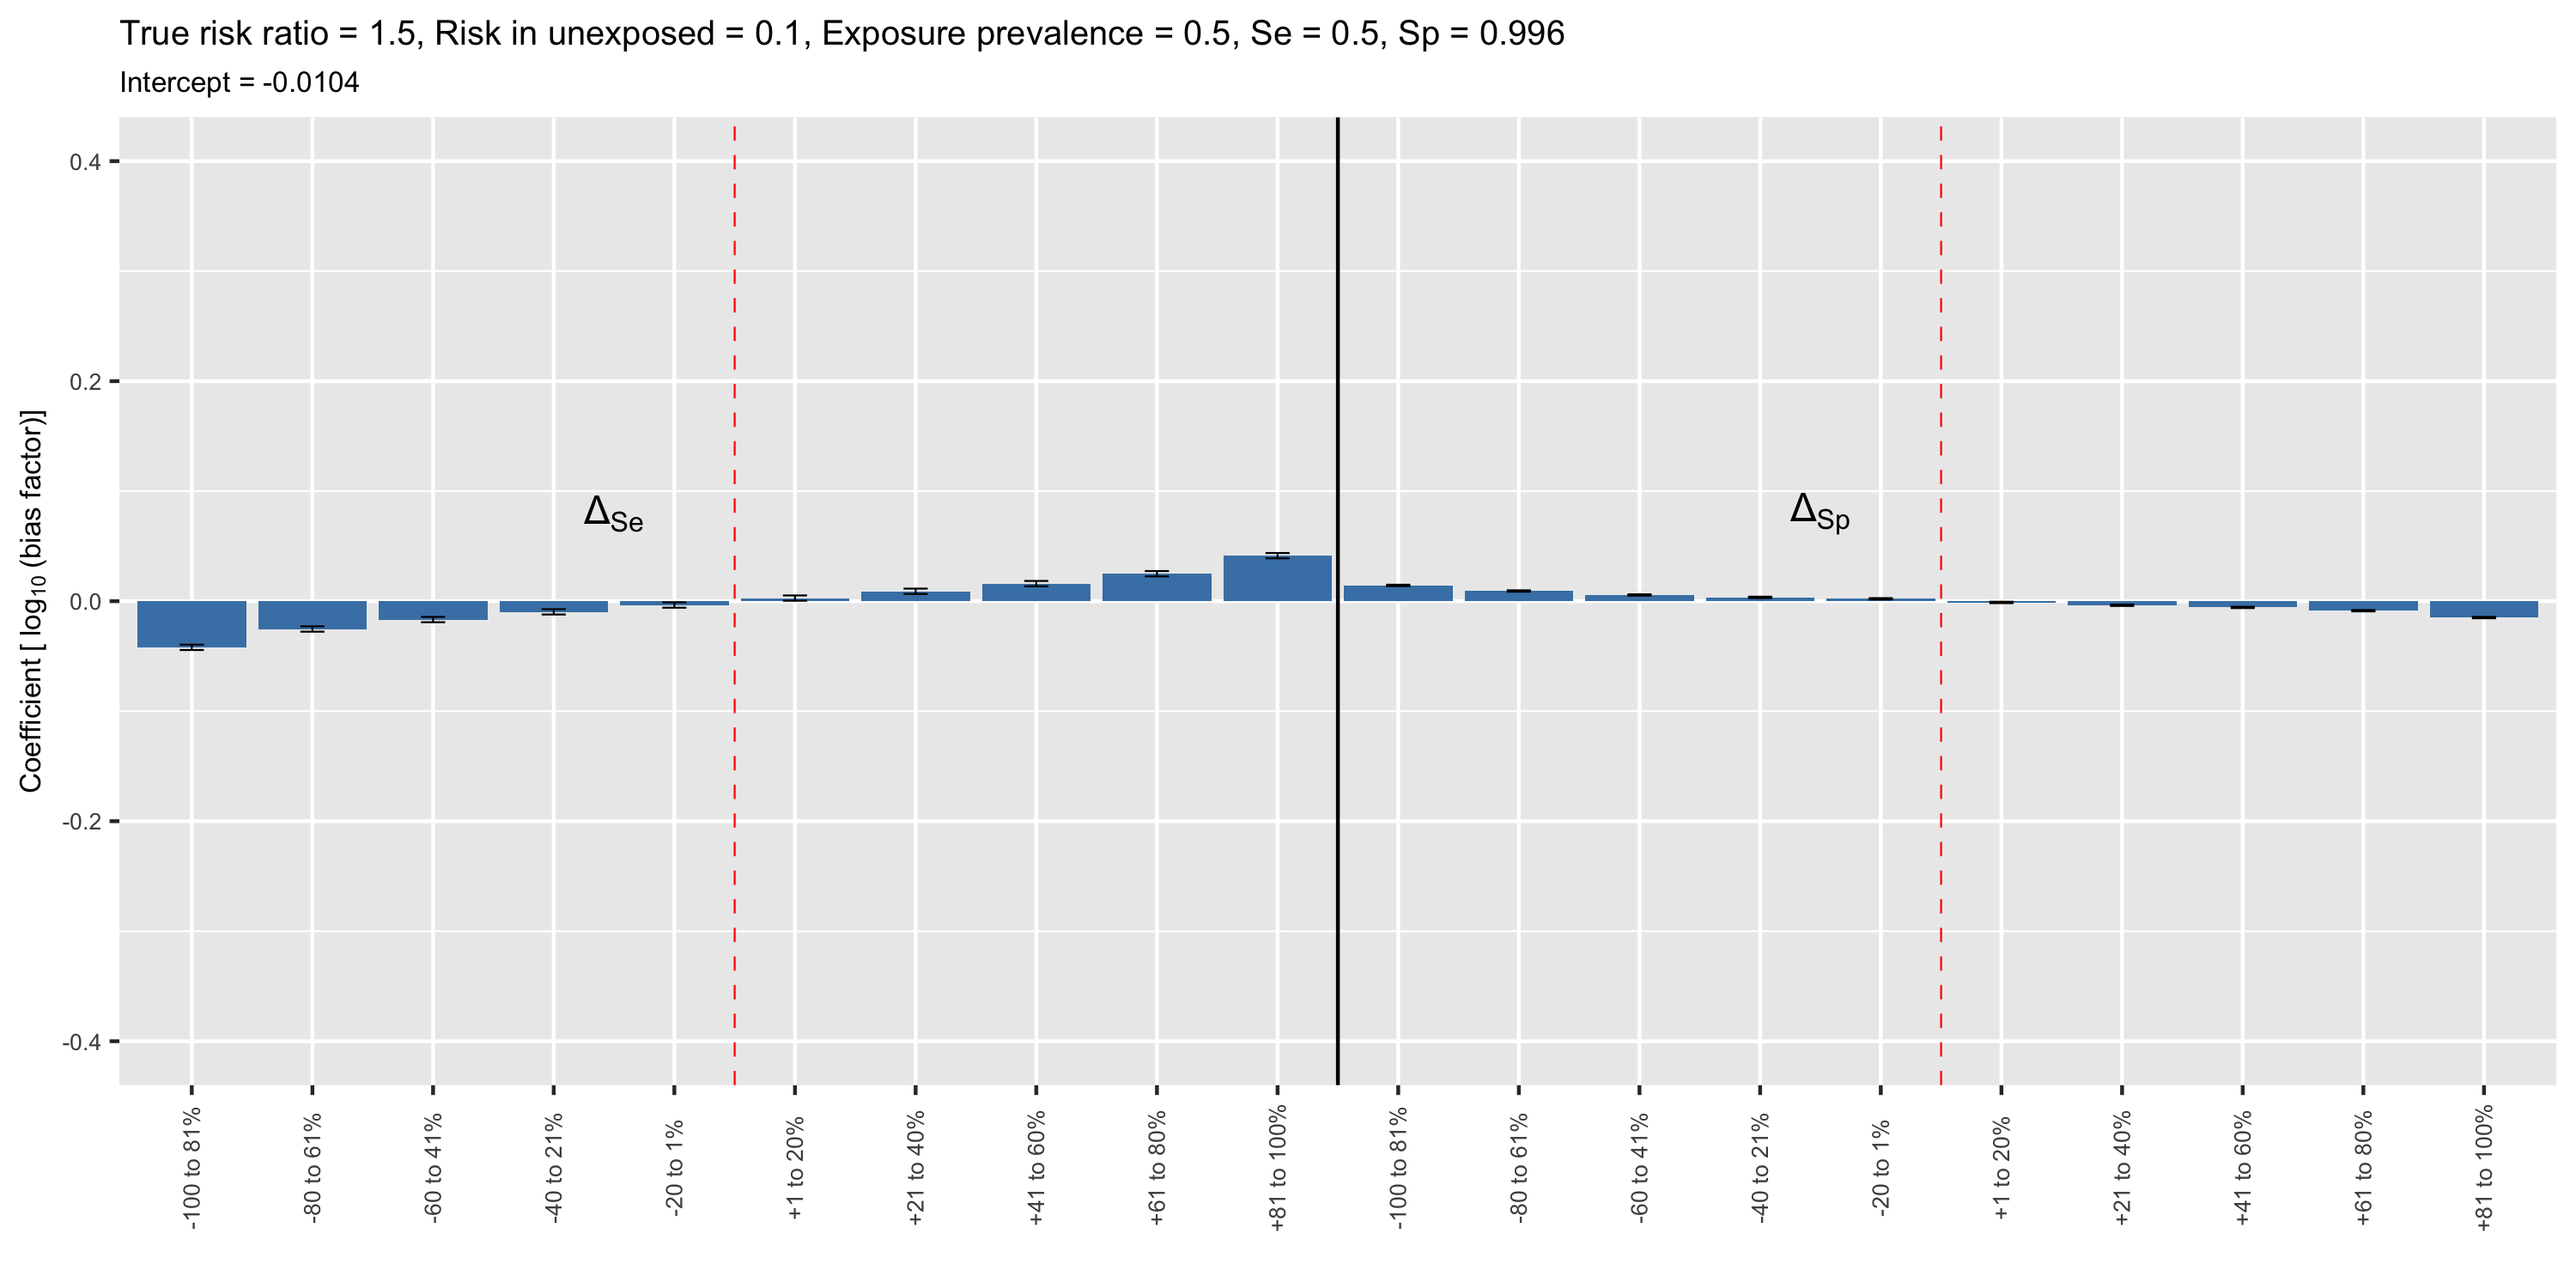 True risk ratio = 1.5, Risk in unexposed = 0.1, Exposure prevalence = 0.5, Se = 0.5, Sp = 0.996
Intercept = -0.0104
Coefficient [ log10 (bias factor)]
0.4
0.2
0.0
-0.2
-0.4
ΔSe
ΔSp
-100 to 81%
-80 to 61%
-60 to 41%
-40 to 21%
-20 to 1%
+1 to 20%
+21 to 40%
+41 to 60%
+61 to 80%
+81 to 100%
-100 to 81%
-80 to 61%
-60 to 41%
-40 to 21%
-20 to 1%
+1 to 20%
+21 to 40%
+41 to 60%
+61 to 80%
+81 to 100%